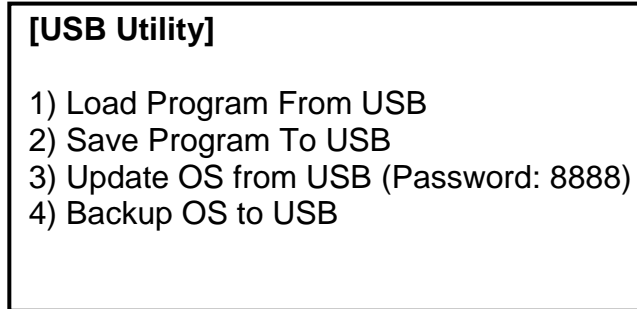 [USB Utility]
1) Load Program From USB
2) Save Program To USB
3) Update OS from USB (Password: 8888)
4) Backup OS to USB